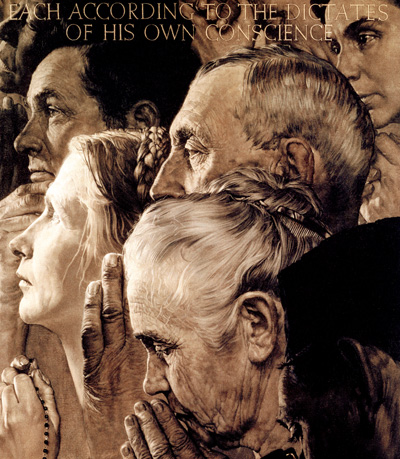 EACH ACCORDING TO THE DICTATES
OF HIS OWN CONSCIENCE